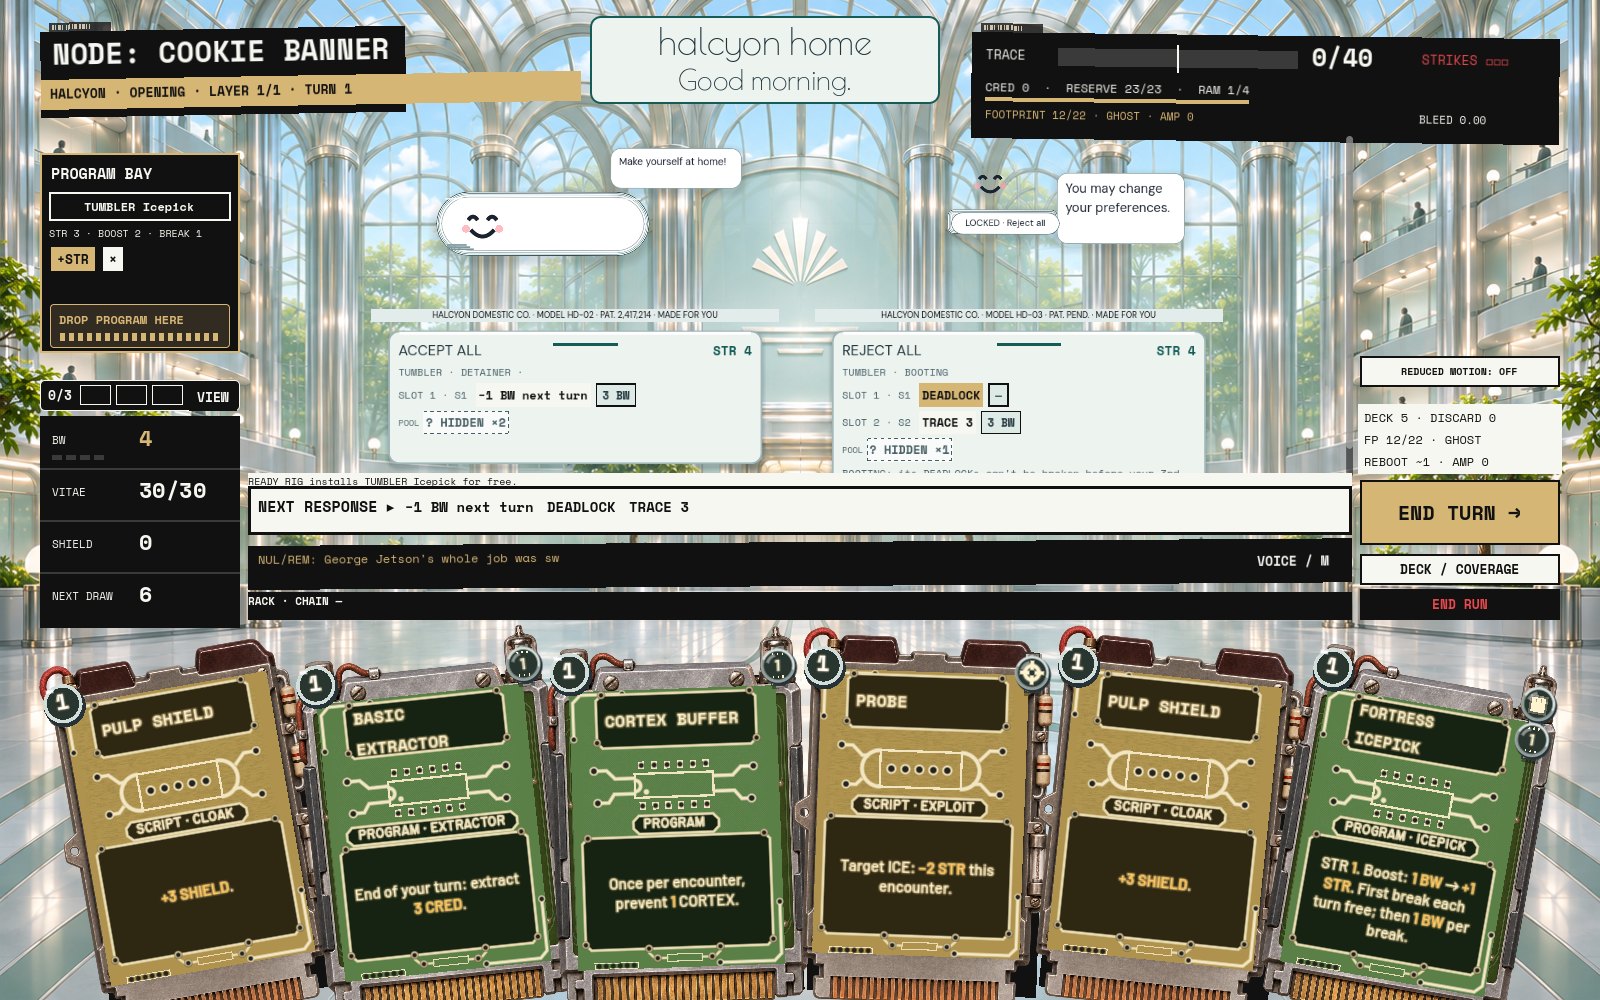 NODE: COOKIE BANNER
HALCYON · OPENING · LAYER 1/1 · TURN 1
halcyon home
Good morning.
TRACE
0/40
STRIKES □□□
CRED 0 · RESERVE 23/23 · RAM 1/4
FOOTPRINT 12/22 · GHOST · AMP 0
BLEED 0.00
PROGRAM BAY
TUMBLER Icepick
STR 3 · BOOST 2 · BREAK 1
+STR
×
DROP PROGRAM HERE
Make yourself at home!
You may change
your preferences.
LOCKED · Reject all
HALCYON DOMESTIC CO. · MODEL HD-02 · PAT. 2,417,214 · MADE FOR YOU
ACCEPT ALL
STR 4
TUMBLER · DETAINER ·
SLOT 1 · S1 −1 BW next turn 3 BW
POOL ? HIDDEN ×2
HALCYON DOMESTIC CO. · MODEL HD-03 · PAT. PEND. · MADE FOR YOU
REJECT ALL
STR 4
TUMBLER · BOOTING
SLOT 1 · S1 DEADLOCK —
SLOT 2 · S2 TRACE 3 3 BW
POOL ? HIDDEN ×1
0/3
VIEW
BW 4
VITAE 30/30
SHIELD 0
NEXT DRAW 6
READY RIG installs TUMBLER Icepick for free.
NEXT RESPONSE ▸ −1 BW next turn DEADLOCK TRACE 3
NUL/REM: George Jetson's whole job was sw
VOICE / M
RACK · CHAIN —
REDUCED MOTION: OFF
DECK 5 · DISCARD 0
FP 12/22 · GHOST
REBOOT ~1 · AMP 0
END TURN →
DECK / COVERAGE
END RUN
1
PULP SHIELD
SCRIPT · CLOAK
+3 SHIELD.
1
1
BASIC
EXTRACTOR
PROGRAM · EXTRACTOR
End of your turn: extract
3 CRED.
1
1
CORTEX BUFFER
PROGRAM
Once per encounter,
prevent 1 CORTEX.
1
PROBE
SCRIPT · EXPLOIT
Target ICE: −2 STR this
encounter.
1
PULP SHIELD
SCRIPT · CLOAK
+3 SHIELD.
1
1
FORTRESS
ICEPICK
PROGRAM · ICEPICK
STR 1. Boost: 1 BW → +1
STR. First break each
turn free; then 1 BW per
break.